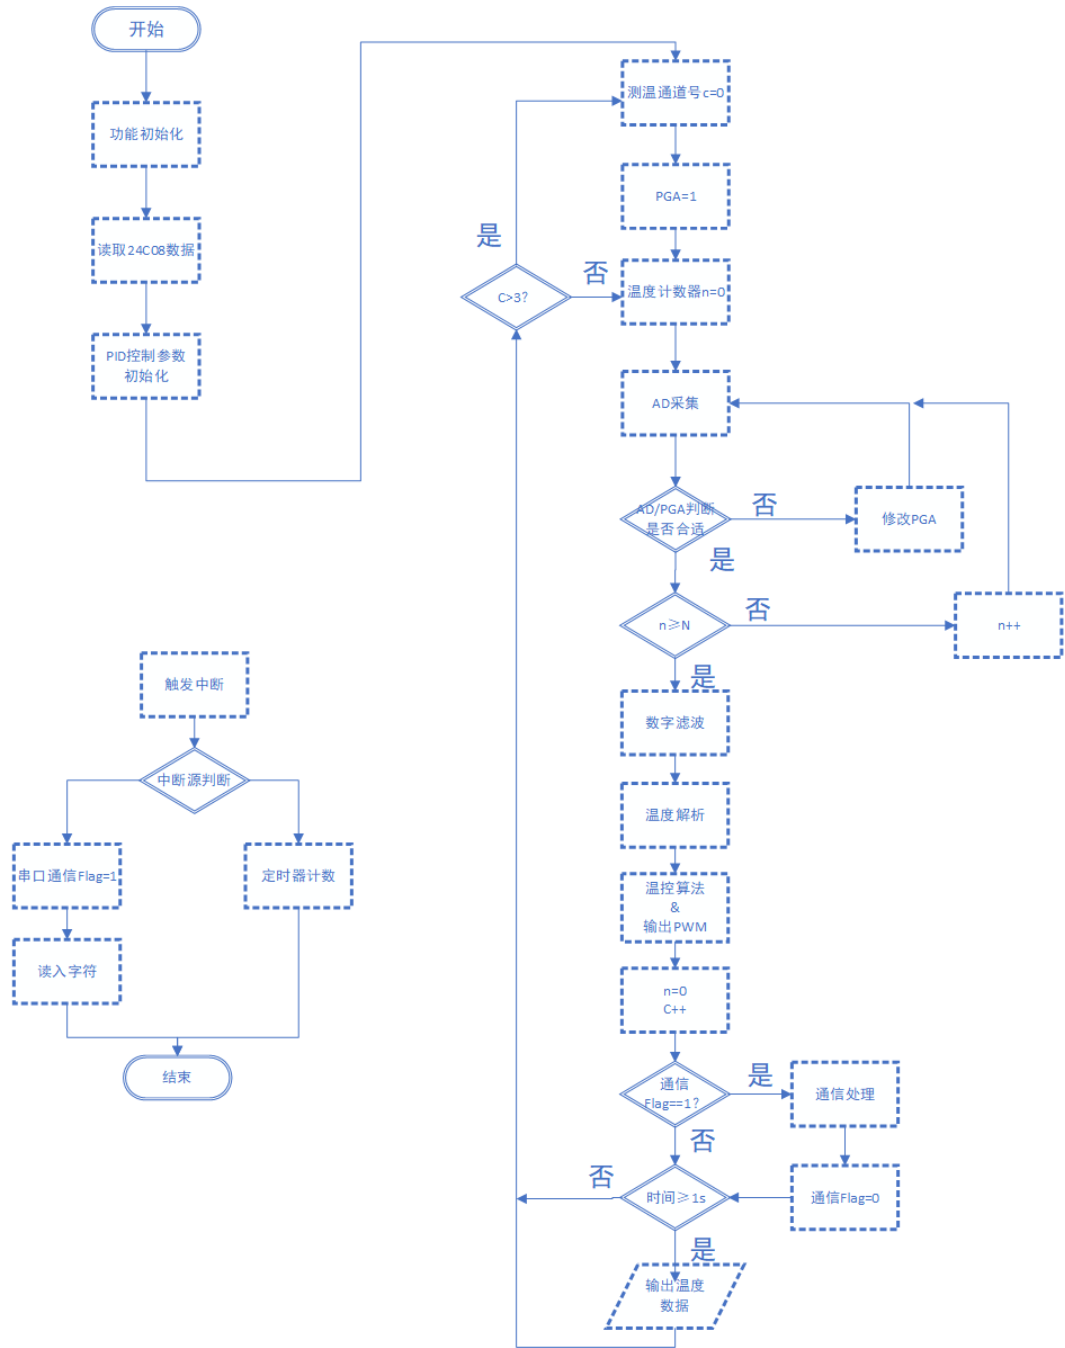 开始
功能初始化
读取24C08数据
PID控制参数
初始化
测温通道号c=0
PGA=1
是
C>3?
否
温度计数器n=0
AD采集
AD/PGA判断
是否合适
否
修改PGA
是
n≥N
否
n++
是
数字滤波
温度解析
温控算法
&
输出PWM
n=0
C++
通信
Flag==1?
是
通信处理
否
通信Flag=0
时间≥1s
否
是
输出温度
数据
触发中断
中断源判断
串口通信Flag=1
定时器计数
读入字符
结束